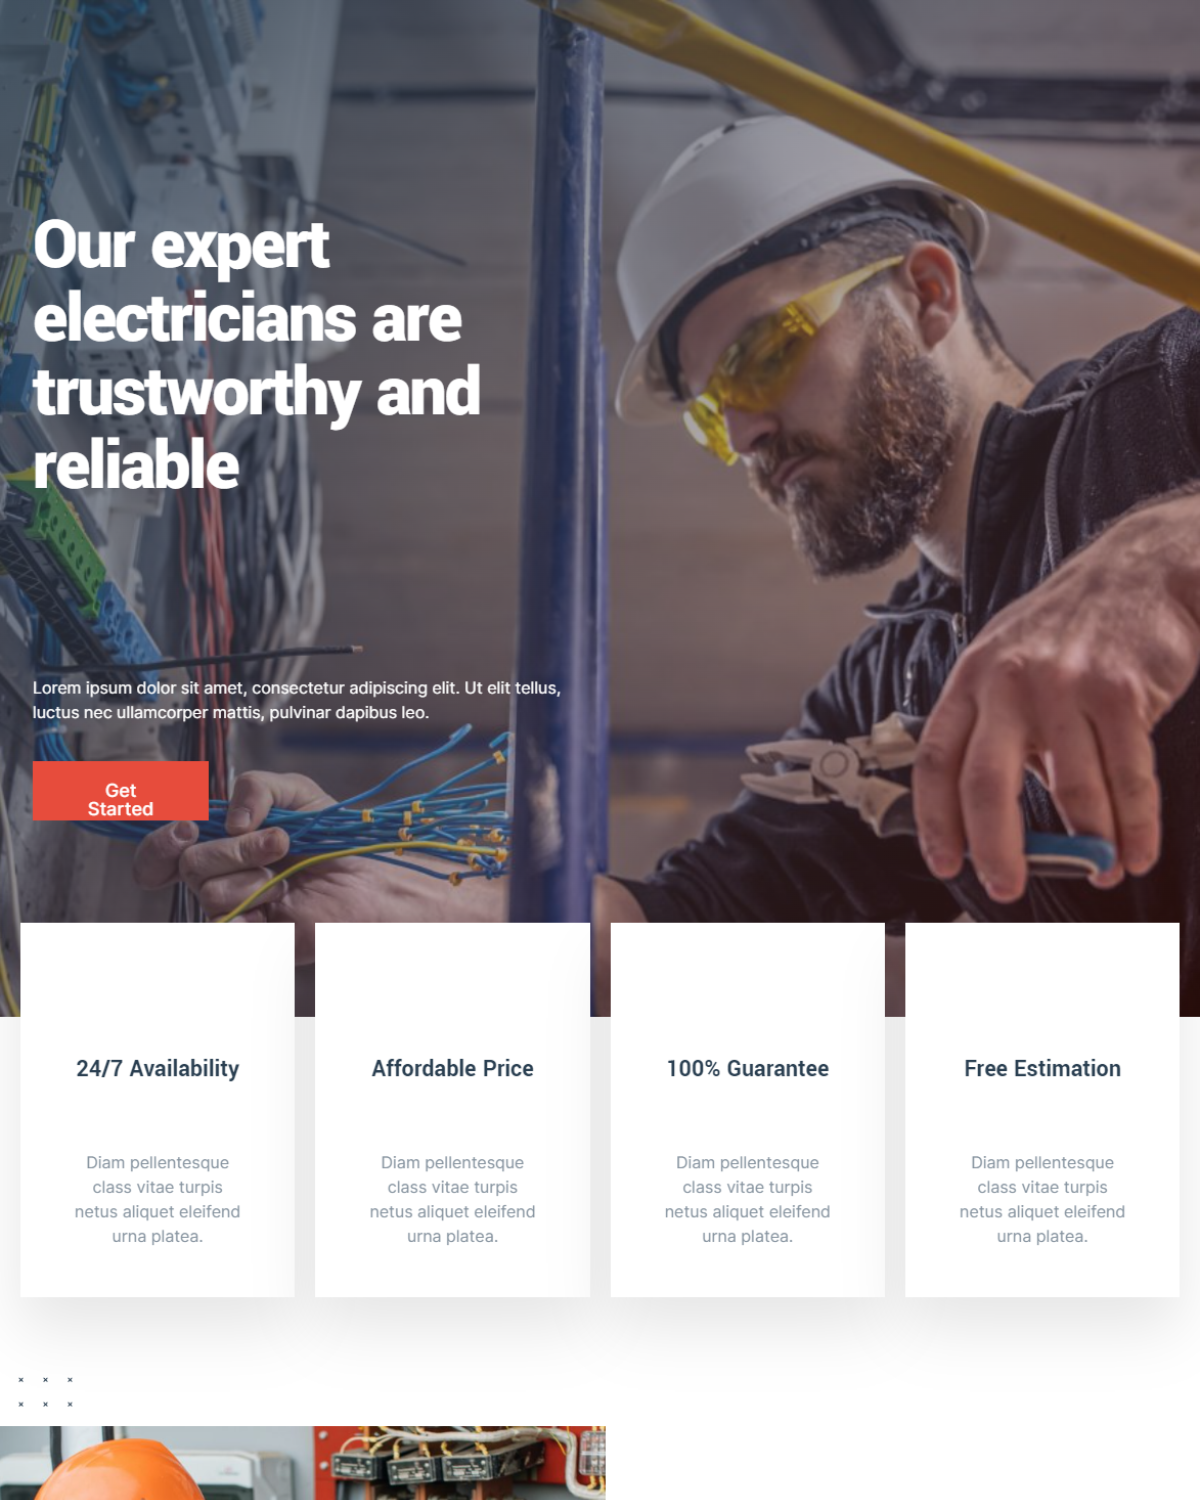 Our expert
electricians are
trustworthy and
reliable
Lorem ipsum dolor sit amet, consectetur adipiscing elit. Ut elit tellus,
luctus nec ullamcorper mattis, pulvinar dapibus leo.
Get
Started
24/7 Availability
Diam pellentesque
class vitae turpis
netus aliquet eleifend
urna platea.
Affordable Price
Diam pellentesque
class vitae turpis
netus aliquet eleifend
urna platea.
100% Guarantee
Diam pellentesque
class vitae turpis
netus aliquet eleifend
urna platea.
Free Estimation
Diam pellentesque
class vitae turpis
netus aliquet eleifend
urna platea.